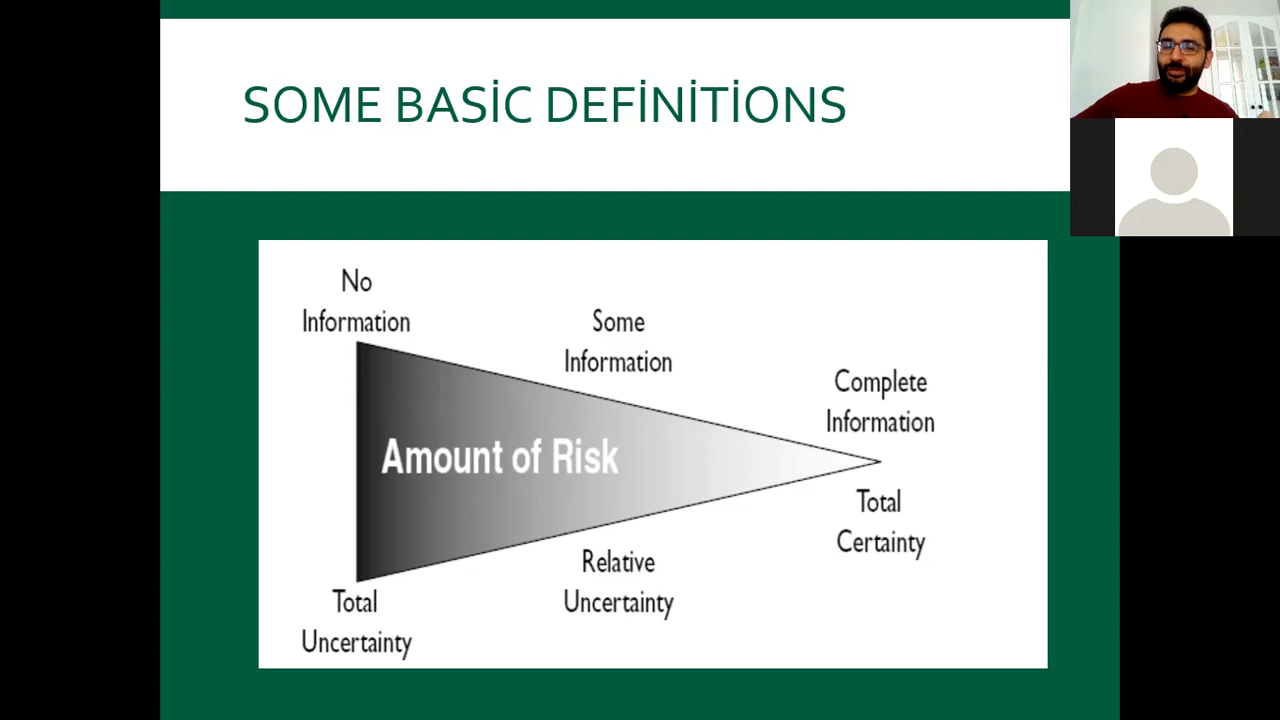 SOME BASİC DEFİNİTİONS
No
Information
Some
Information
Complete
Information
Amount of Risk
Total
Certainty
Relative
Uncertainty
Total
Uncertainty